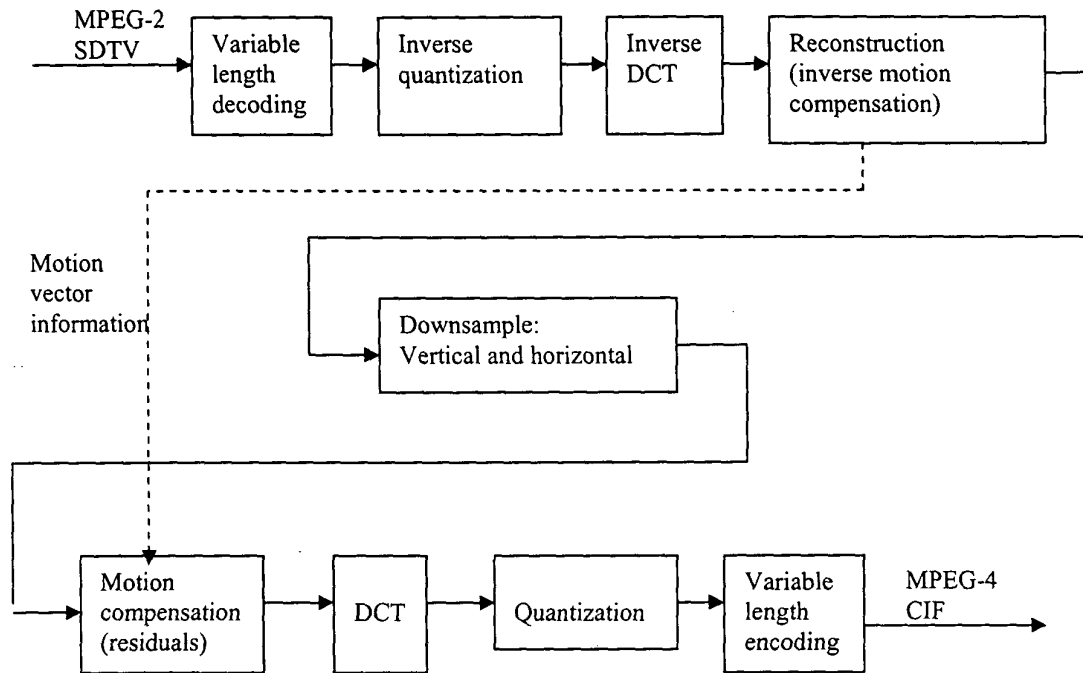 MPEG-2
SDTV
Variable
length
decoding
Inverse
quantization
Inverse
DCT
Reconstruction
(inverse motion
compensation)
Motion
vector
information
Downsample:
Vertical and horizontal
Motion
compensation
(residuals)
DCT
Quantization
Variable
length
encoding
MPEG-4
CIF